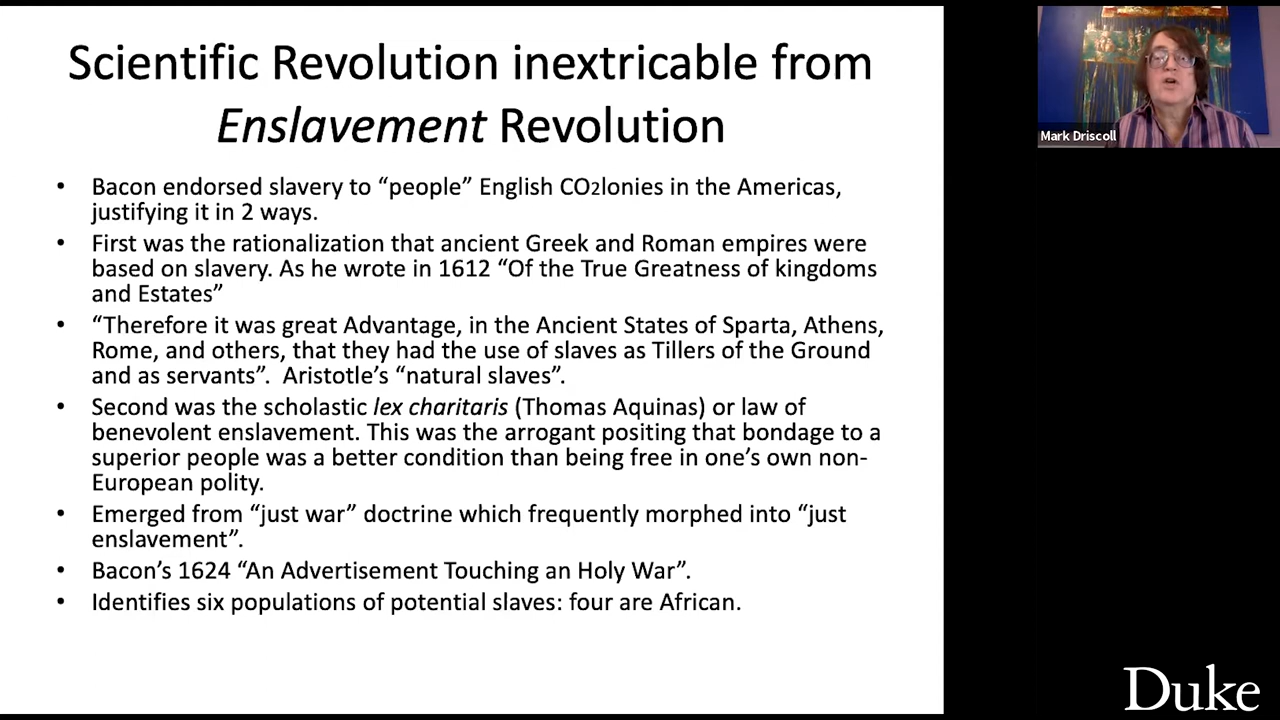 Scientific Revolution inextricable from
Enslavement Revolution
• Bacon endorsed slavery to “people” English CO2lonies in the Americas,
justifying it in 2 ways.
• First was the rationalization that ancient Greek and Roman empires were
based on slavery. As he wrote in 1612 “Of the True Greatness of kingdoms
and Estates”
• “Therefore it was great Advantage, in the Ancient States of Sparta, Athens,
Rome, and others, that they had the use of slaves as Tillers of the Ground
and as servants”. Aristotle’s “natural slaves”.
• Second was the scholastic lex charitaris (Thomas Aquinas) or law of
benevolent enslavement. This was the arrogant positing that bondage to a
superior people was a better condition than being free in one’s own non-
European polity.
• Emerged from “just war” doctrine which frequently morphed into “just
enslavement”.
• Bacon’s 1624 “An Advertisement Touching an Holy War”.
• Identifies six populations of potential slaves: four are African.
Mark Driscoll
Duke